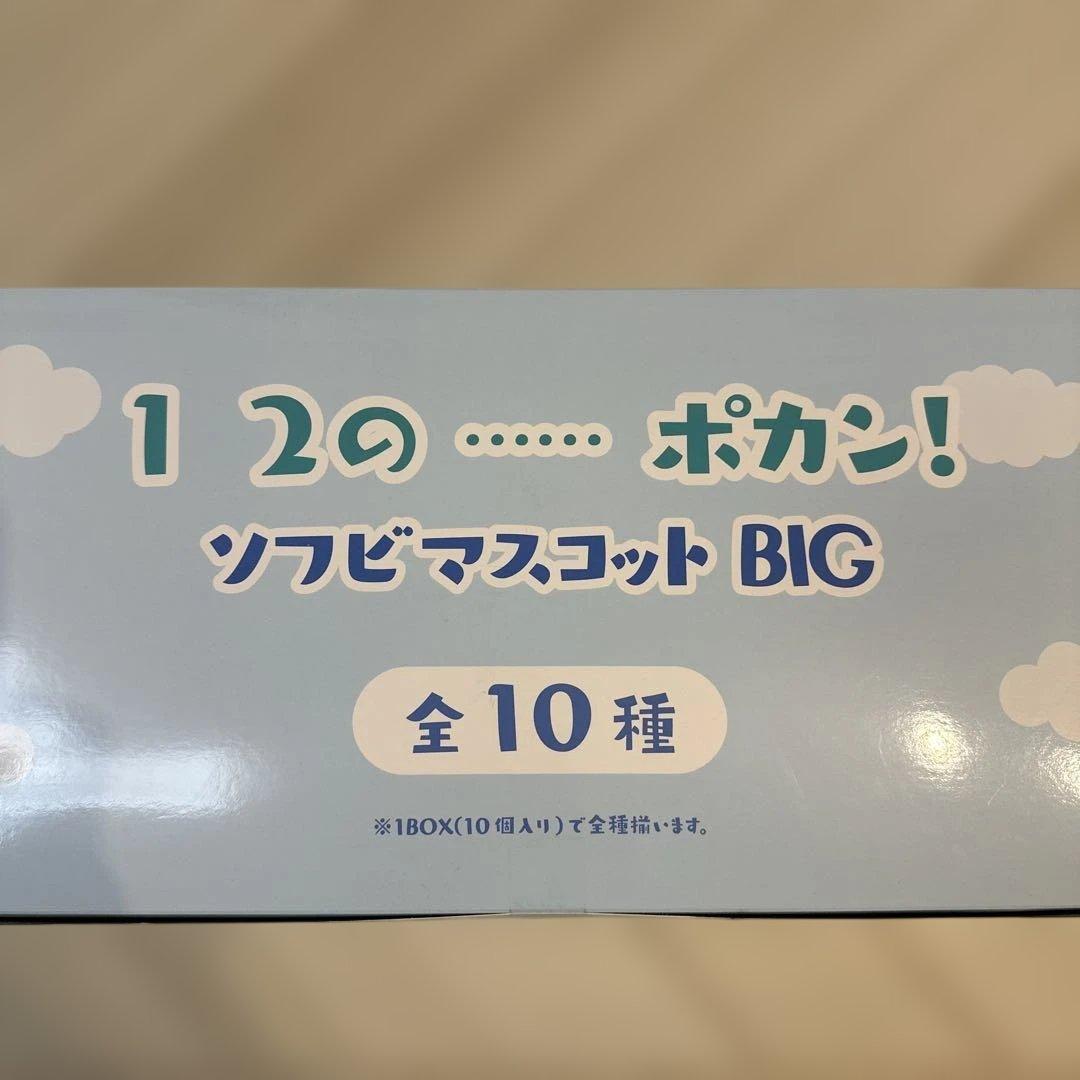 1 2の …… ポカン!
ソフビマスコット BIG
全10種
※1BOX(10個入り)で全種揃います。